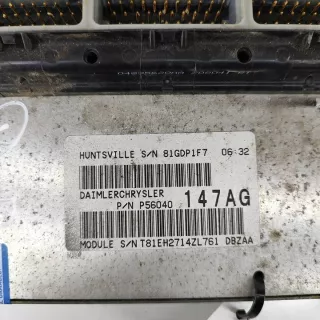 HUNTSVILLE S/N 81GDP1F7 06:32
DAIMLERCHRYSLER
P/N P56040 147AG
MODULE S/N T81EH2714ZL761 DBZAA